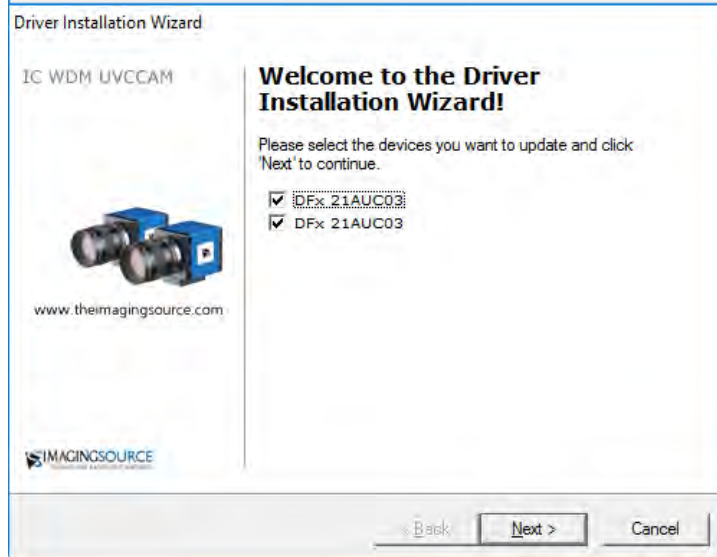 Driver Installation Wizard
IC WDM UVCCAM
Welcome to the Driver
Installation Wizard!
Please select the devices you want to update and click
'Next' to continue.
DFx 21AUC03
DFx 21AUC03
www.theimagingsource.com
IMAGINGSOURCE
< Back
Next >
Cancel